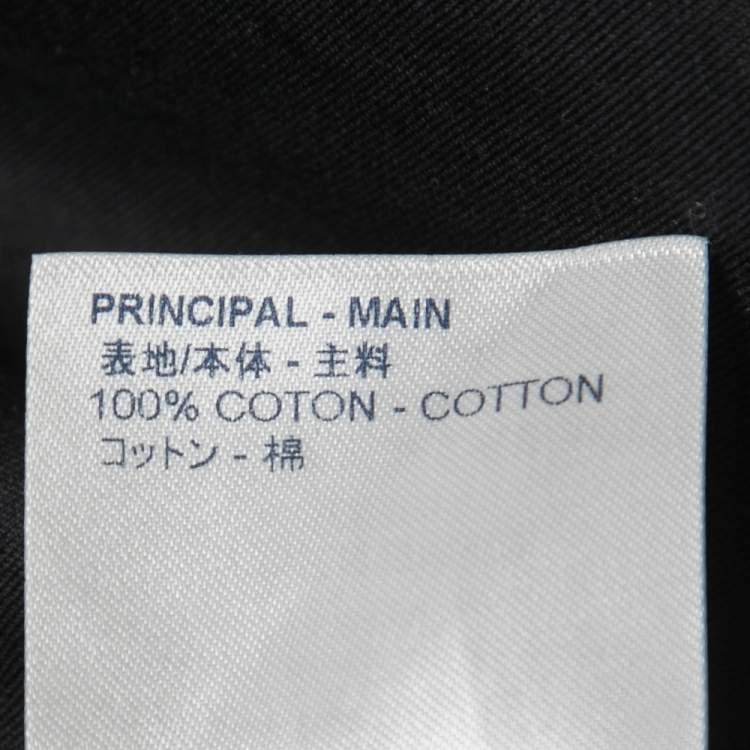 PRINCIPAL - MAIN
表地/本体 - 主料
100% COTON - COTTON
コットン - 棉